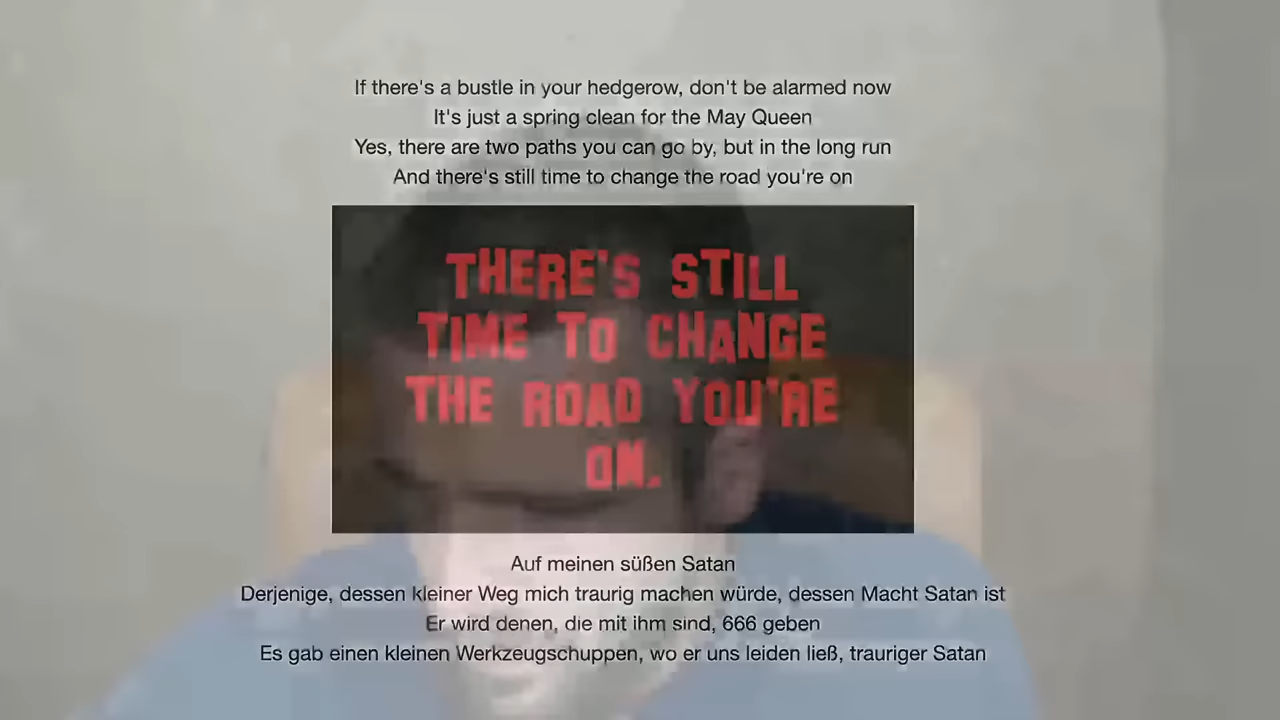 If there's a bustle in your hedgerow, don't be alarmed now
It's just a spring clean for the May Queen
Yes, there are two paths you can go by, but in the long run
And there's still time to change the road you're on
THERE'S STILL
TIME TO CHANGE
THE ROAD YOU'RE
ON.
Auf meinen süßen Satan
Derjenige, dessen kleiner Weg mich traurig machen würde, dessen Macht Satan ist
Er wird denen, die mit ihm sind, 666 geben
Es gab einen kleinen Werkzeugschuppen, wo er uns leiden ließ, trauriger Satan